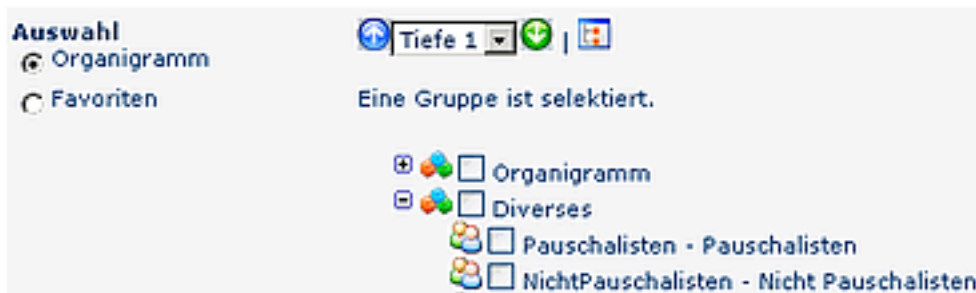 Auswahl
Organigramm
Favoriten
Tiefe 1
|
Eine Gruppe ist selektiert.
Organigramm
Diverses
Pauschalisten - Pauschalisten
NichtPauschalisten - Nicht Pauschalisten